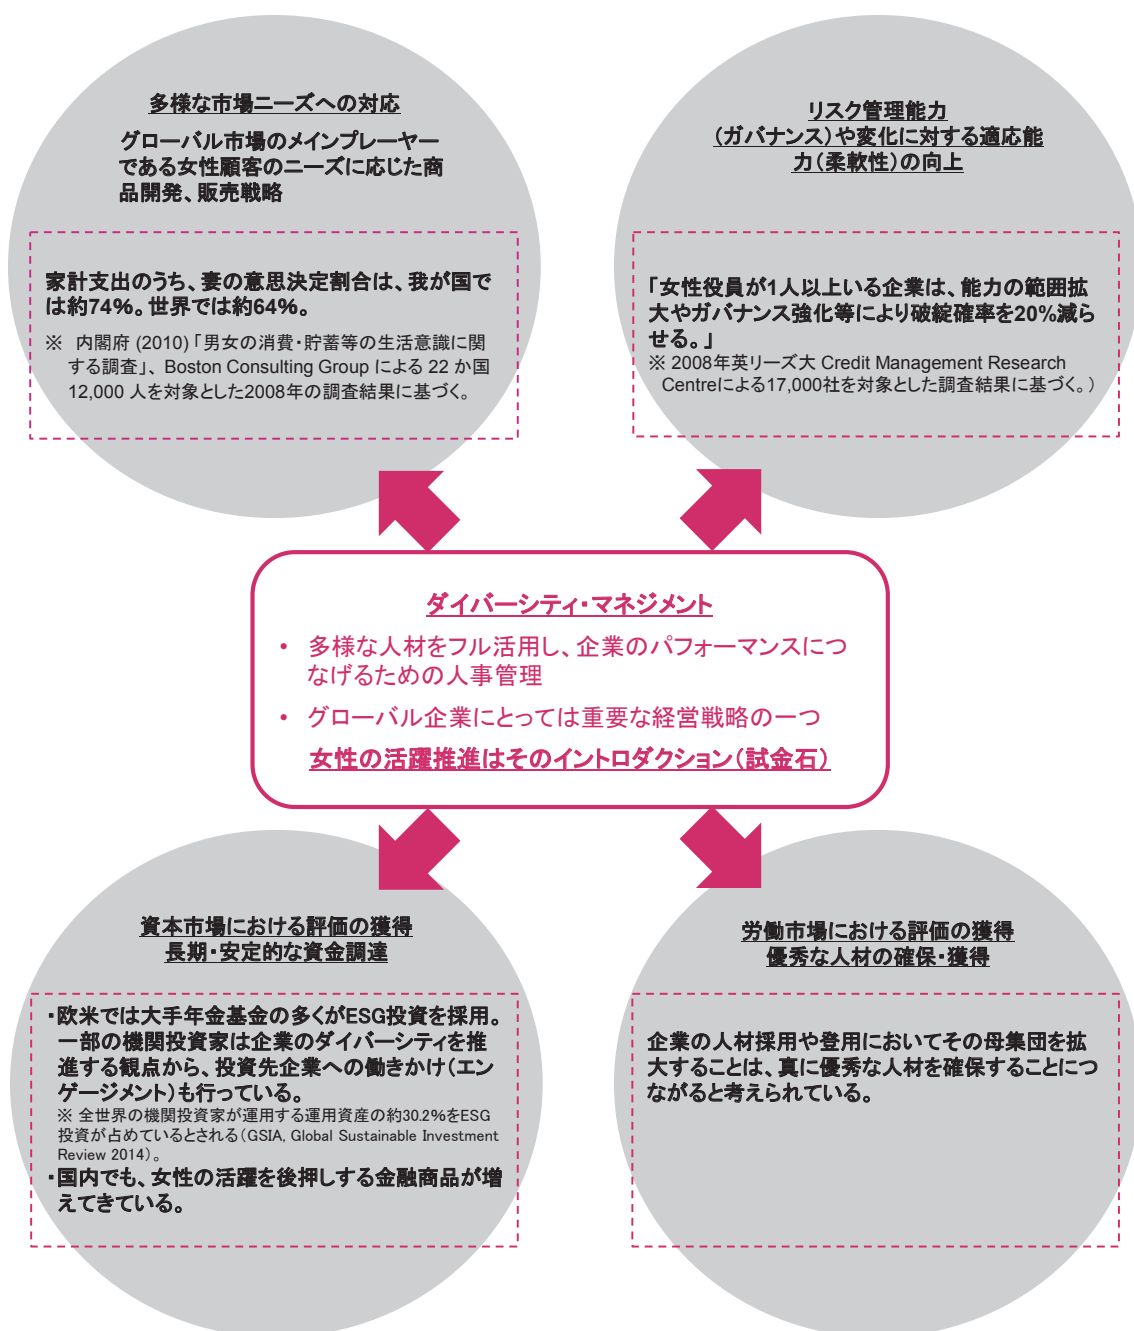 多様な市場ニーズへの対応
グローバル市場のメインプレーヤー
である女性顧客のニーズに応じた商
品開発、販売戦略
家計支出のうち、妻の意思決定割合は、我が国で
は約74%。世界では約64%。
※ 内閣府 (2010) 「男女の消費・貯蓄等の生活意識に関
する調査」、 Boston Consulting Group による 22 か国
12,000 人を対象とした2008年の調査結果に基づく。
リスク管理能力
(ガバナンス)や変化に対する適応能
力(柔軟性)の向上
「女性役員が1人以上いる企業は、能力の範囲拡
大やガバナンス強化等により破綻確率を20%減ら
せる。」
※ 2008年英リーズ大 Credit Management Research
Centreによる17,000社を対象とした調査結果に基づく。)
ダイバーシティ・マネジメント
• 多様な人材をフル活用し、企業のパフォーマンスにつ
なげるための人事管理
• グローバル企業にとっては重要な経営戦略の一つ
女性の活躍推進はそのイントロダクション(試金石)
資本市場における評価の獲得
長期・安定的な資金調達
・欧米では大手年金基金の多くがESG投資を採用。
一部の機関投資家は企業のダイバーシティを推
進する観点から、投資先企業への働きかけ(エン
ゲージメント)も行っている。
※ 全世界の機関投資家が運用する運用資産の約30.2%をESG
投資が占めているとされる(GSIA, Global Sustainable Investment
Review 2014)。
・国内でも、女性の活躍を後押しする金融商品が増
えてきている。
労働市場における評価の獲得
優秀な人材の確保・獲得
企業の人材採用や登用においてその母集団を拡
大することは、真に優秀な人材を確保することにつ
ながると考えられている。